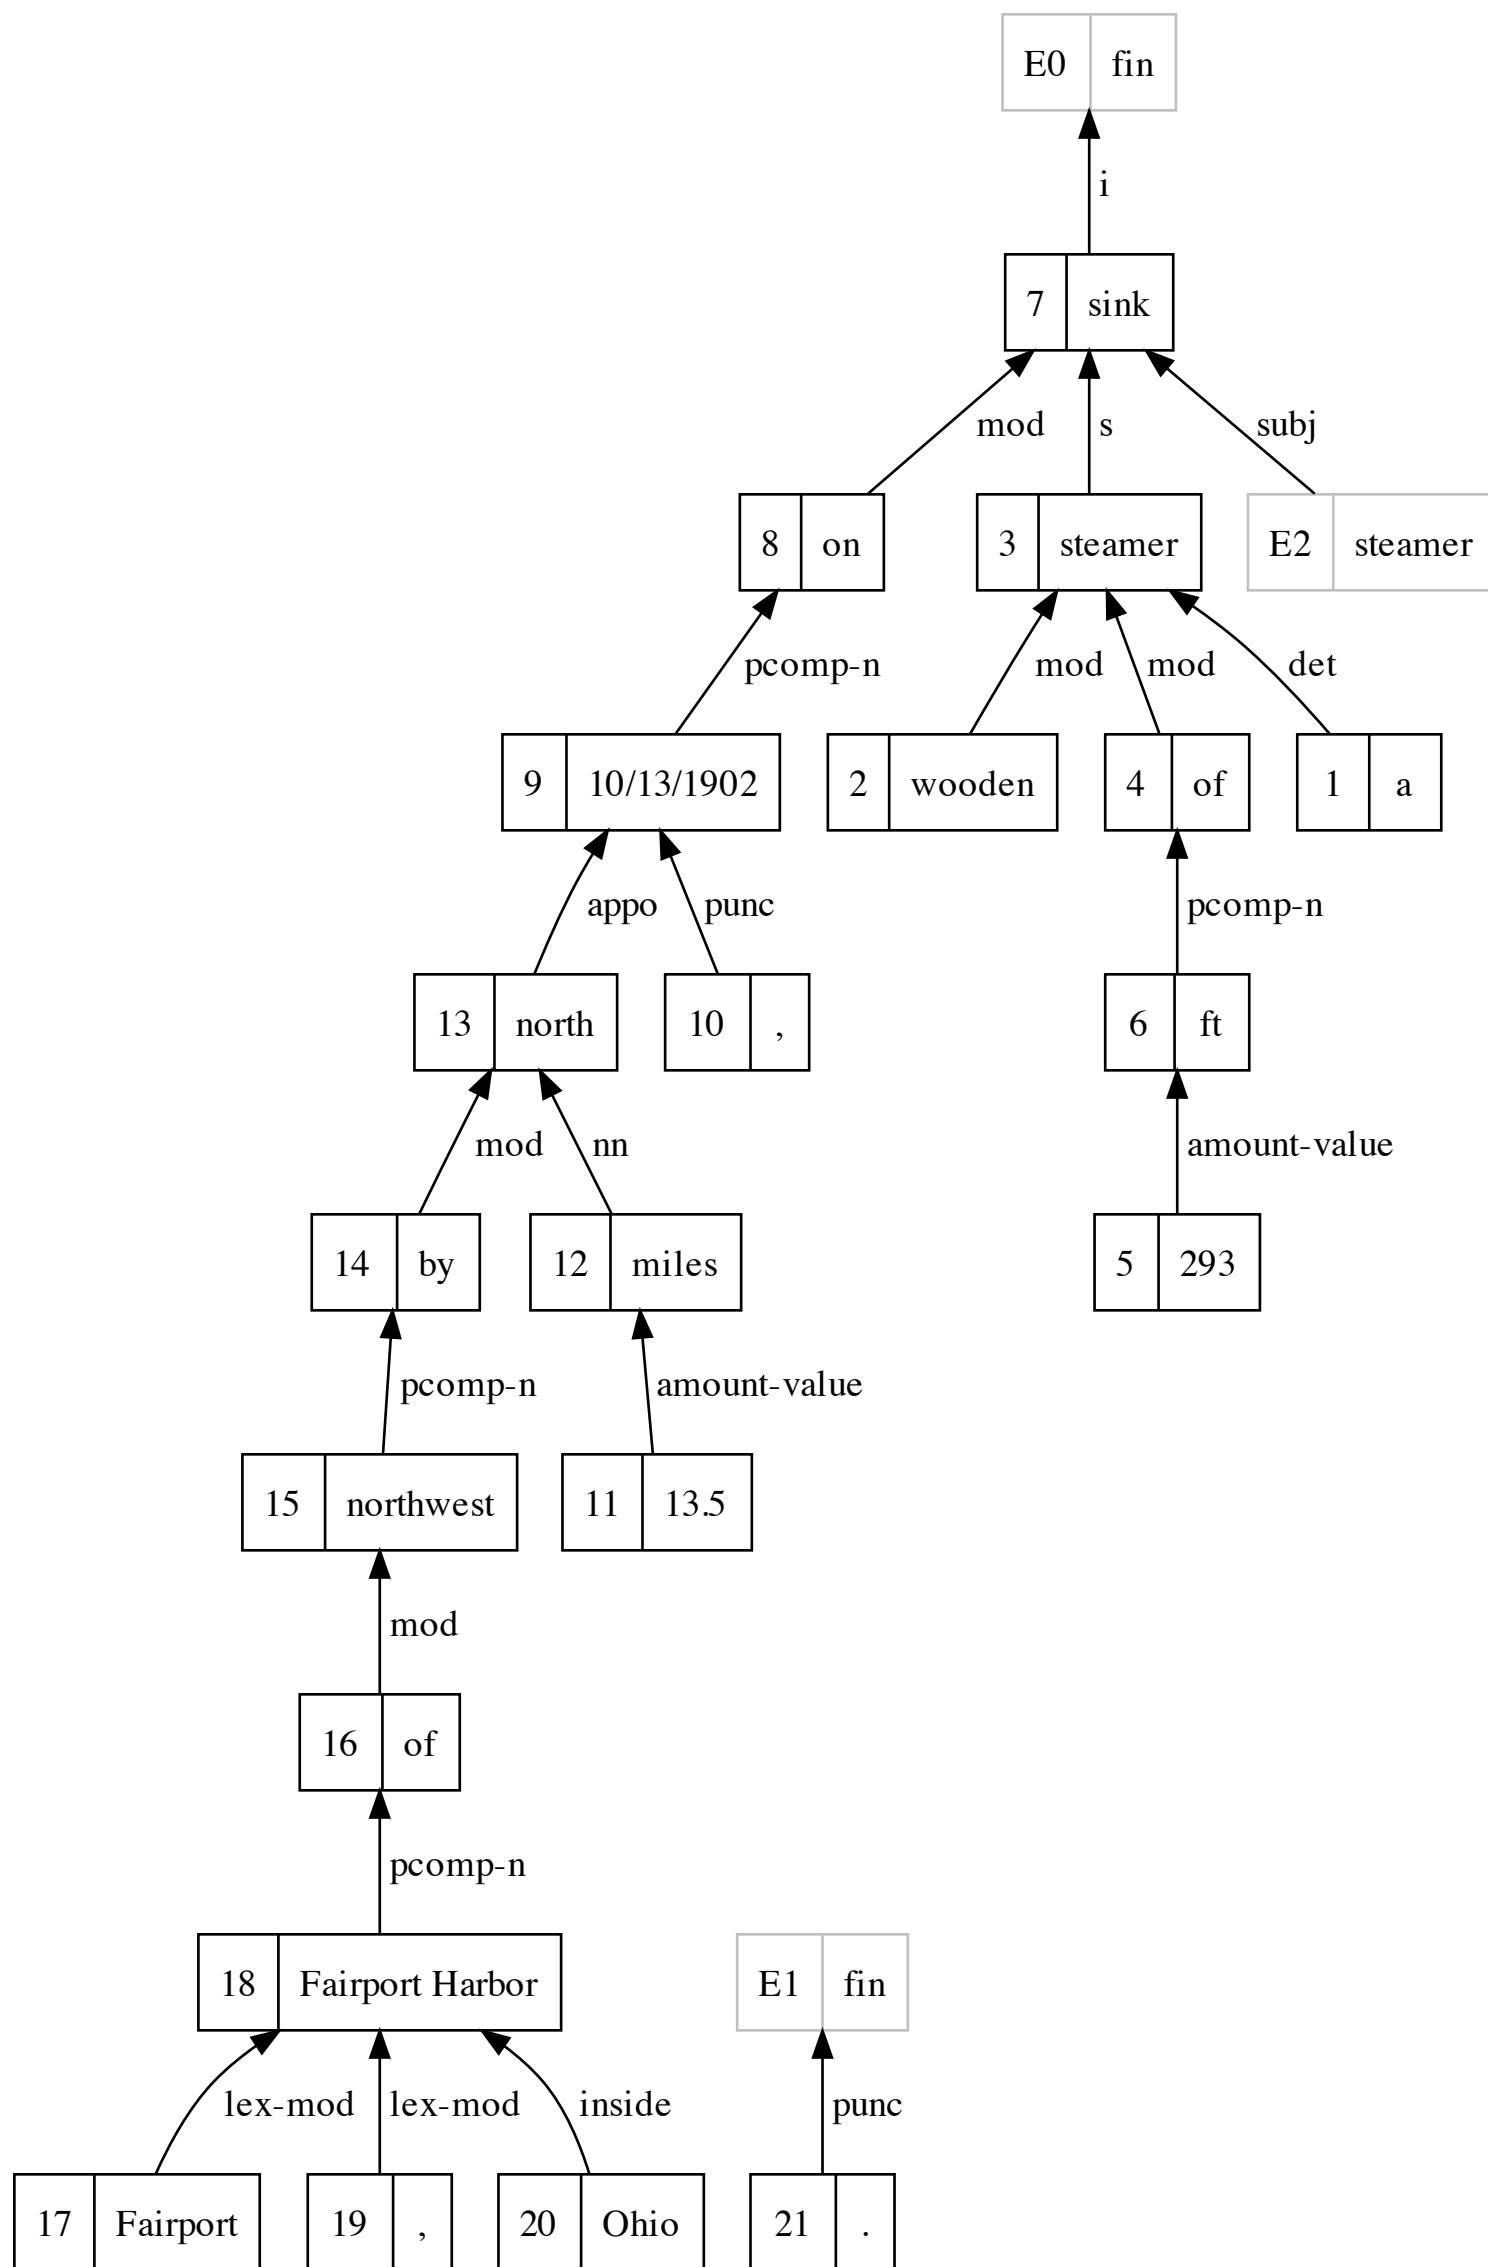 E0 fin
i
7 sink
mod s subj
8 on 3 steamer E2 steamer
pcomp-n mod mod det
9 10/13/1902 2 wooden 4 of 1 a
appo punc pcomp-n
13 north 10 , 6 ft
mod nn amount-value
14 by 12 miles 5 293
pcomp-n amount-value
15 northwest 11 13.5
mod
16 of
pcomp-n
18 Fairport Harbor E1 fin
lex-mod lex-mod inside punc
17 Fairport 19 , 20 Ohio 21 .